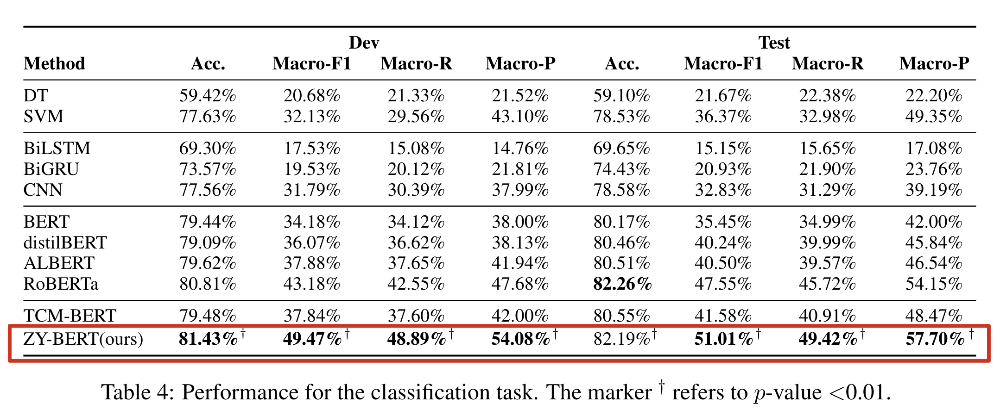 Dev Test
Method Acc. Macro-F1 Macro-R Macro-P Acc. Macro-F1 Macro-R Macro-P
DT 59.42% 20.68% 21.33% 21.52% 59.10% 21.67% 22.38% 22.20%
SVM 77.63% 32.13% 29.56% 43.10% 78.53% 36.37% 32.98% 49.35%
BiLSTM 69.30% 17.53% 15.08% 14.76% 69.65% 15.15% 15.65% 17.08%
BiGRU 73.57% 19.53% 20.12% 21.81% 74.43% 20.93% 21.90% 23.76%
CNN 77.56% 31.79% 30.39% 37.99% 78.58% 32.83% 31.29% 39.19%
BERT 79.44% 34.18% 34.12% 38.00% 80.17% 35.45% 34.99% 42.00%
distilBERT 79.09% 36.07% 36.62% 38.13% 80.46% 40.24% 39.99% 45.84%
ALBERT 79.62% 37.88% 37.65% 41.94% 80.51% 40.50% 39.57% 46.54%
RoBERTa 80.81% 43.18% 42.55% 47.68% 82.26% 47.55% 45.72% 54.15%
TCM-BERT 79.48% 37.84% 37.60% 42.00% 80.55% 41.58% 40.91% 48.47%
ZY-BERT(ours) 81.43%† 49.47%† 48.89%† 54.08%† 82.19%† 51.01%† 49.42%† 57.70%†
Table 4: Performance for the classification task. The marker † refers to p-value <0.01.